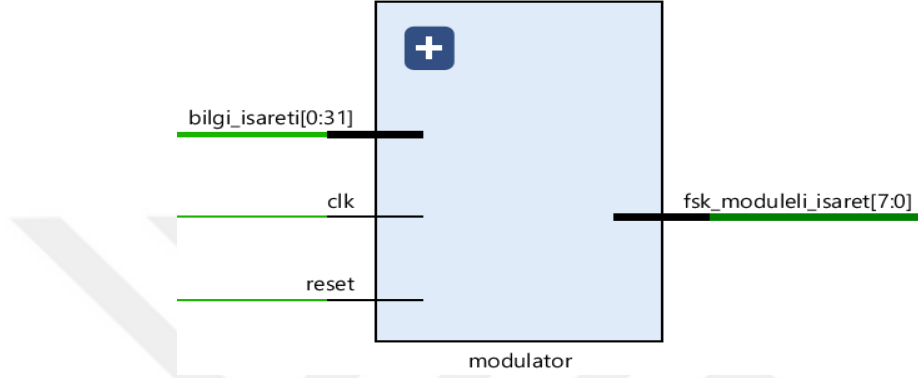 bilgi_isareti[0:31]
clk
fsk_moduleli_isaret[7:0]
reset
modulator